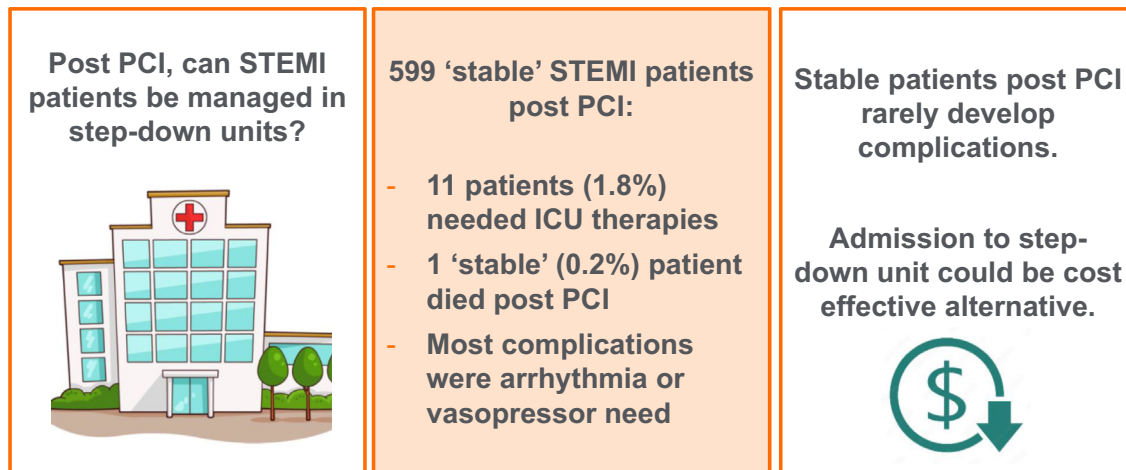 Post PCI, can STEMI
patients be managed in
step-down units?
599 ‘stable’ STEMI patients
post PCI:
- 11 patients (1.8%)
needed ICU therapies
- 1 ‘stable’ (0.2%) patient
died post PCI
- Most complications
were arrhythmia or
vasopressor need
Stable patients post PCI
rarely develop
complications.
Admission to step-
down unit could be cost
effective alternative.
$